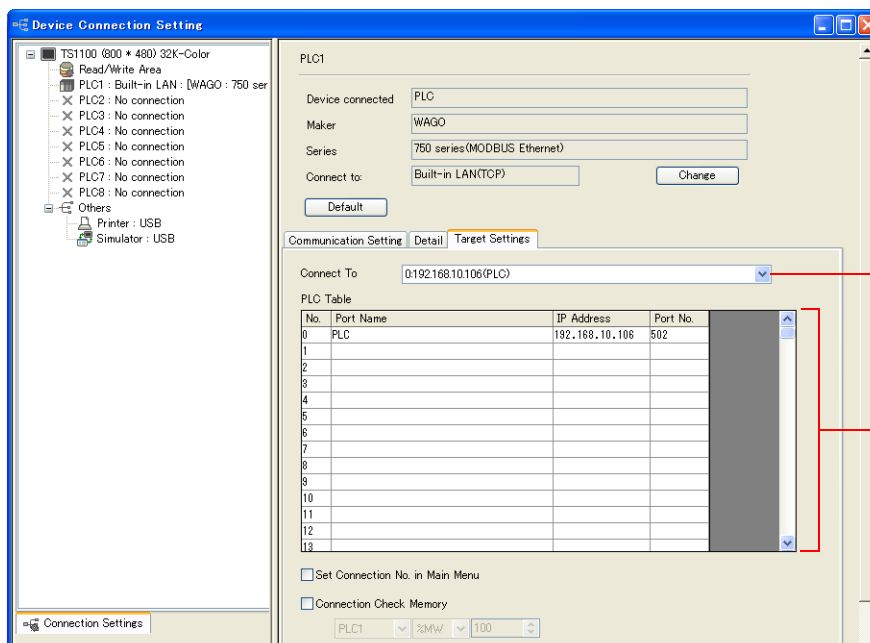 Device Connection Setting
TS1100 (800 * 480) 32K-Color
Read/Write Area
PLC1 : Built-in LAN : [WAGO : 750 ser
PLC2 : No connection
PLC3 : No connection
PLC4 : No connection
PLC5 : No connection
PLC6 : No connection
PLC7 : No connection
PLC8 : No connection
Others
Printer : USB
Simulator : USB
Connection Settings
PLC1
Device connected PLC
Maker WAGO
Series 750 series(MODBUS Ethernet)
Connect to: Built-in LAN(TCP) Change
Default
Communication Setting Detail Target Settings
Connect To 0:192.168.10.106(PLC)
PLC Table
No. Port Name IP Address Port No.
0 PLC 192.168.10.106 502
1
2
3
4
5
6
7
8
9
10
11
12
13
Set Connection No. in Main Menu
Connection Check Memory
PLC1 %MW 100